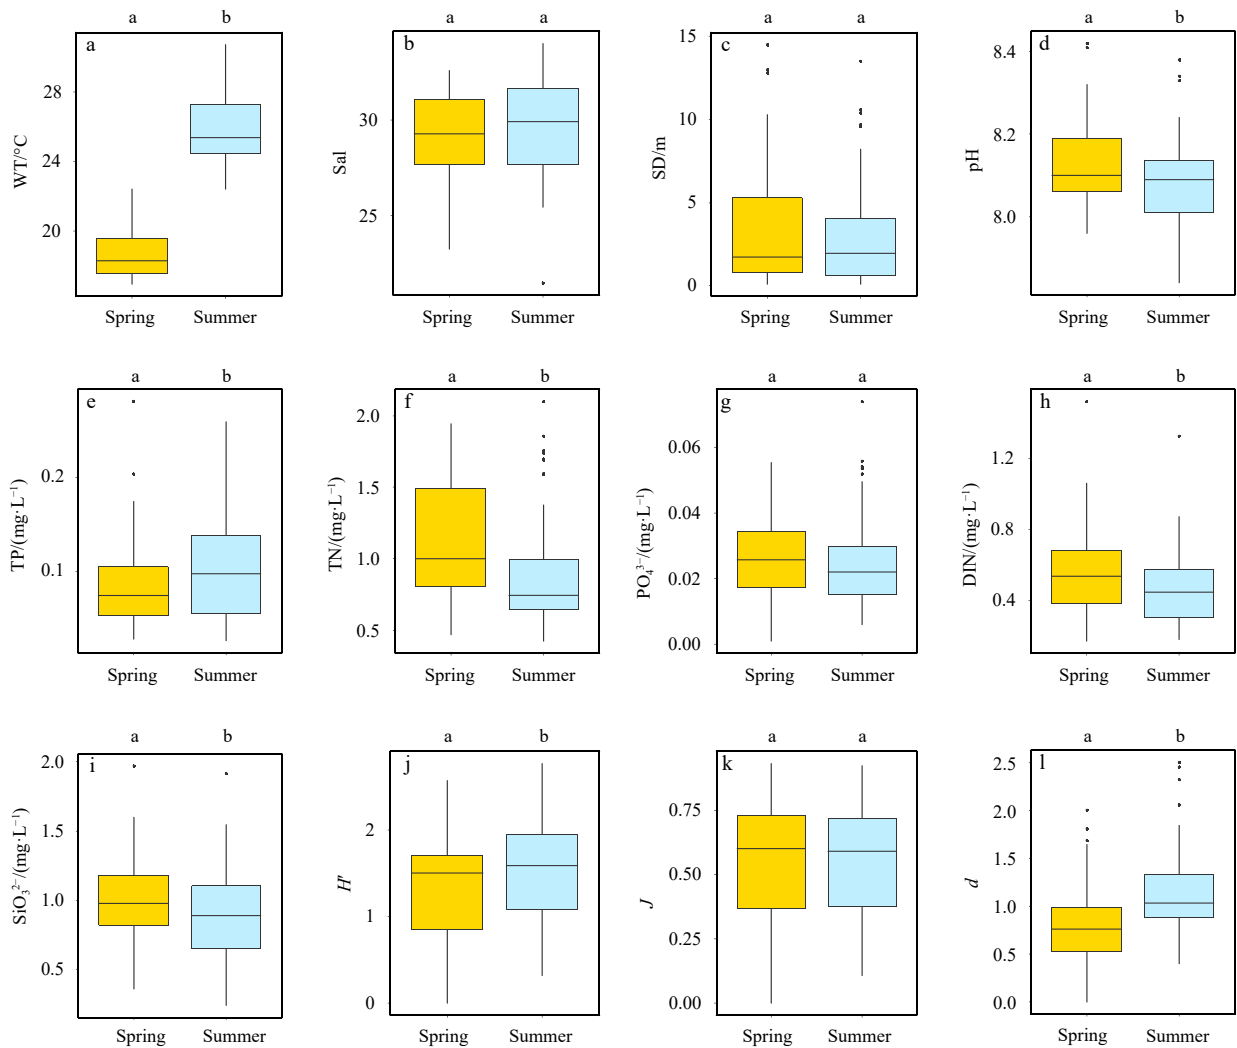 a b
a
28
24
20
WT/°C
Spring Summer
a a
b
30
25
Sal
Spring Summer
a a
c
15
10
5
0
SD/m
Spring Summer
a b
d
8.4
8.2
8.0
pH
Spring Summer
a b
e
0.2
0.1
TP/(mg·L⁻¹)
Spring Summer
a b
f
2.0
1.5
1.0
0.5
TN/(mg·L⁻¹)
Spring Summer
a a
g
0.06
0.04
0.02
0.00
PO₄³⁻/(mg·L⁻¹)
Spring Summer
a b
h
1.2
0.8
0.4
DIN/(mg·L⁻¹)
Spring Summer
a b
i
2.0
1.5
1.0
0.5
SiO₃²⁻/(mg·L⁻¹)
Spring Summer
a b
j
2
1
0
H′
Spring Summer
a a
k
0.75
0.50
0.25
0.00
J
Spring Summer
a b
l
2.5
2.0
1.5
1.0
0.5
0.0
d
Spring Summer